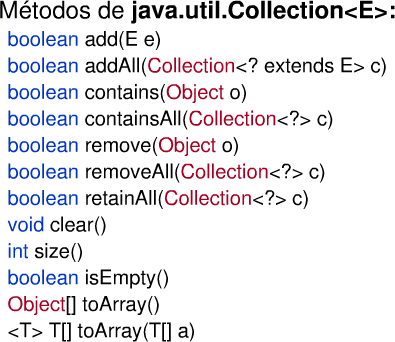 Métodos de java.util.Collection<E>:
boolean add(E e)
boolean addAll(Collection<? extends E> c)
boolean contains(Object o)
boolean containsAll(Collection<?> c)
boolean remove(Object o)
boolean removeAll(Collection<?> c)
boolean retainAll(Collection<?> c)
void clear()
int size()
boolean isEmpty()
Object[] toArray()
<T> T[] toArray(T[] a)